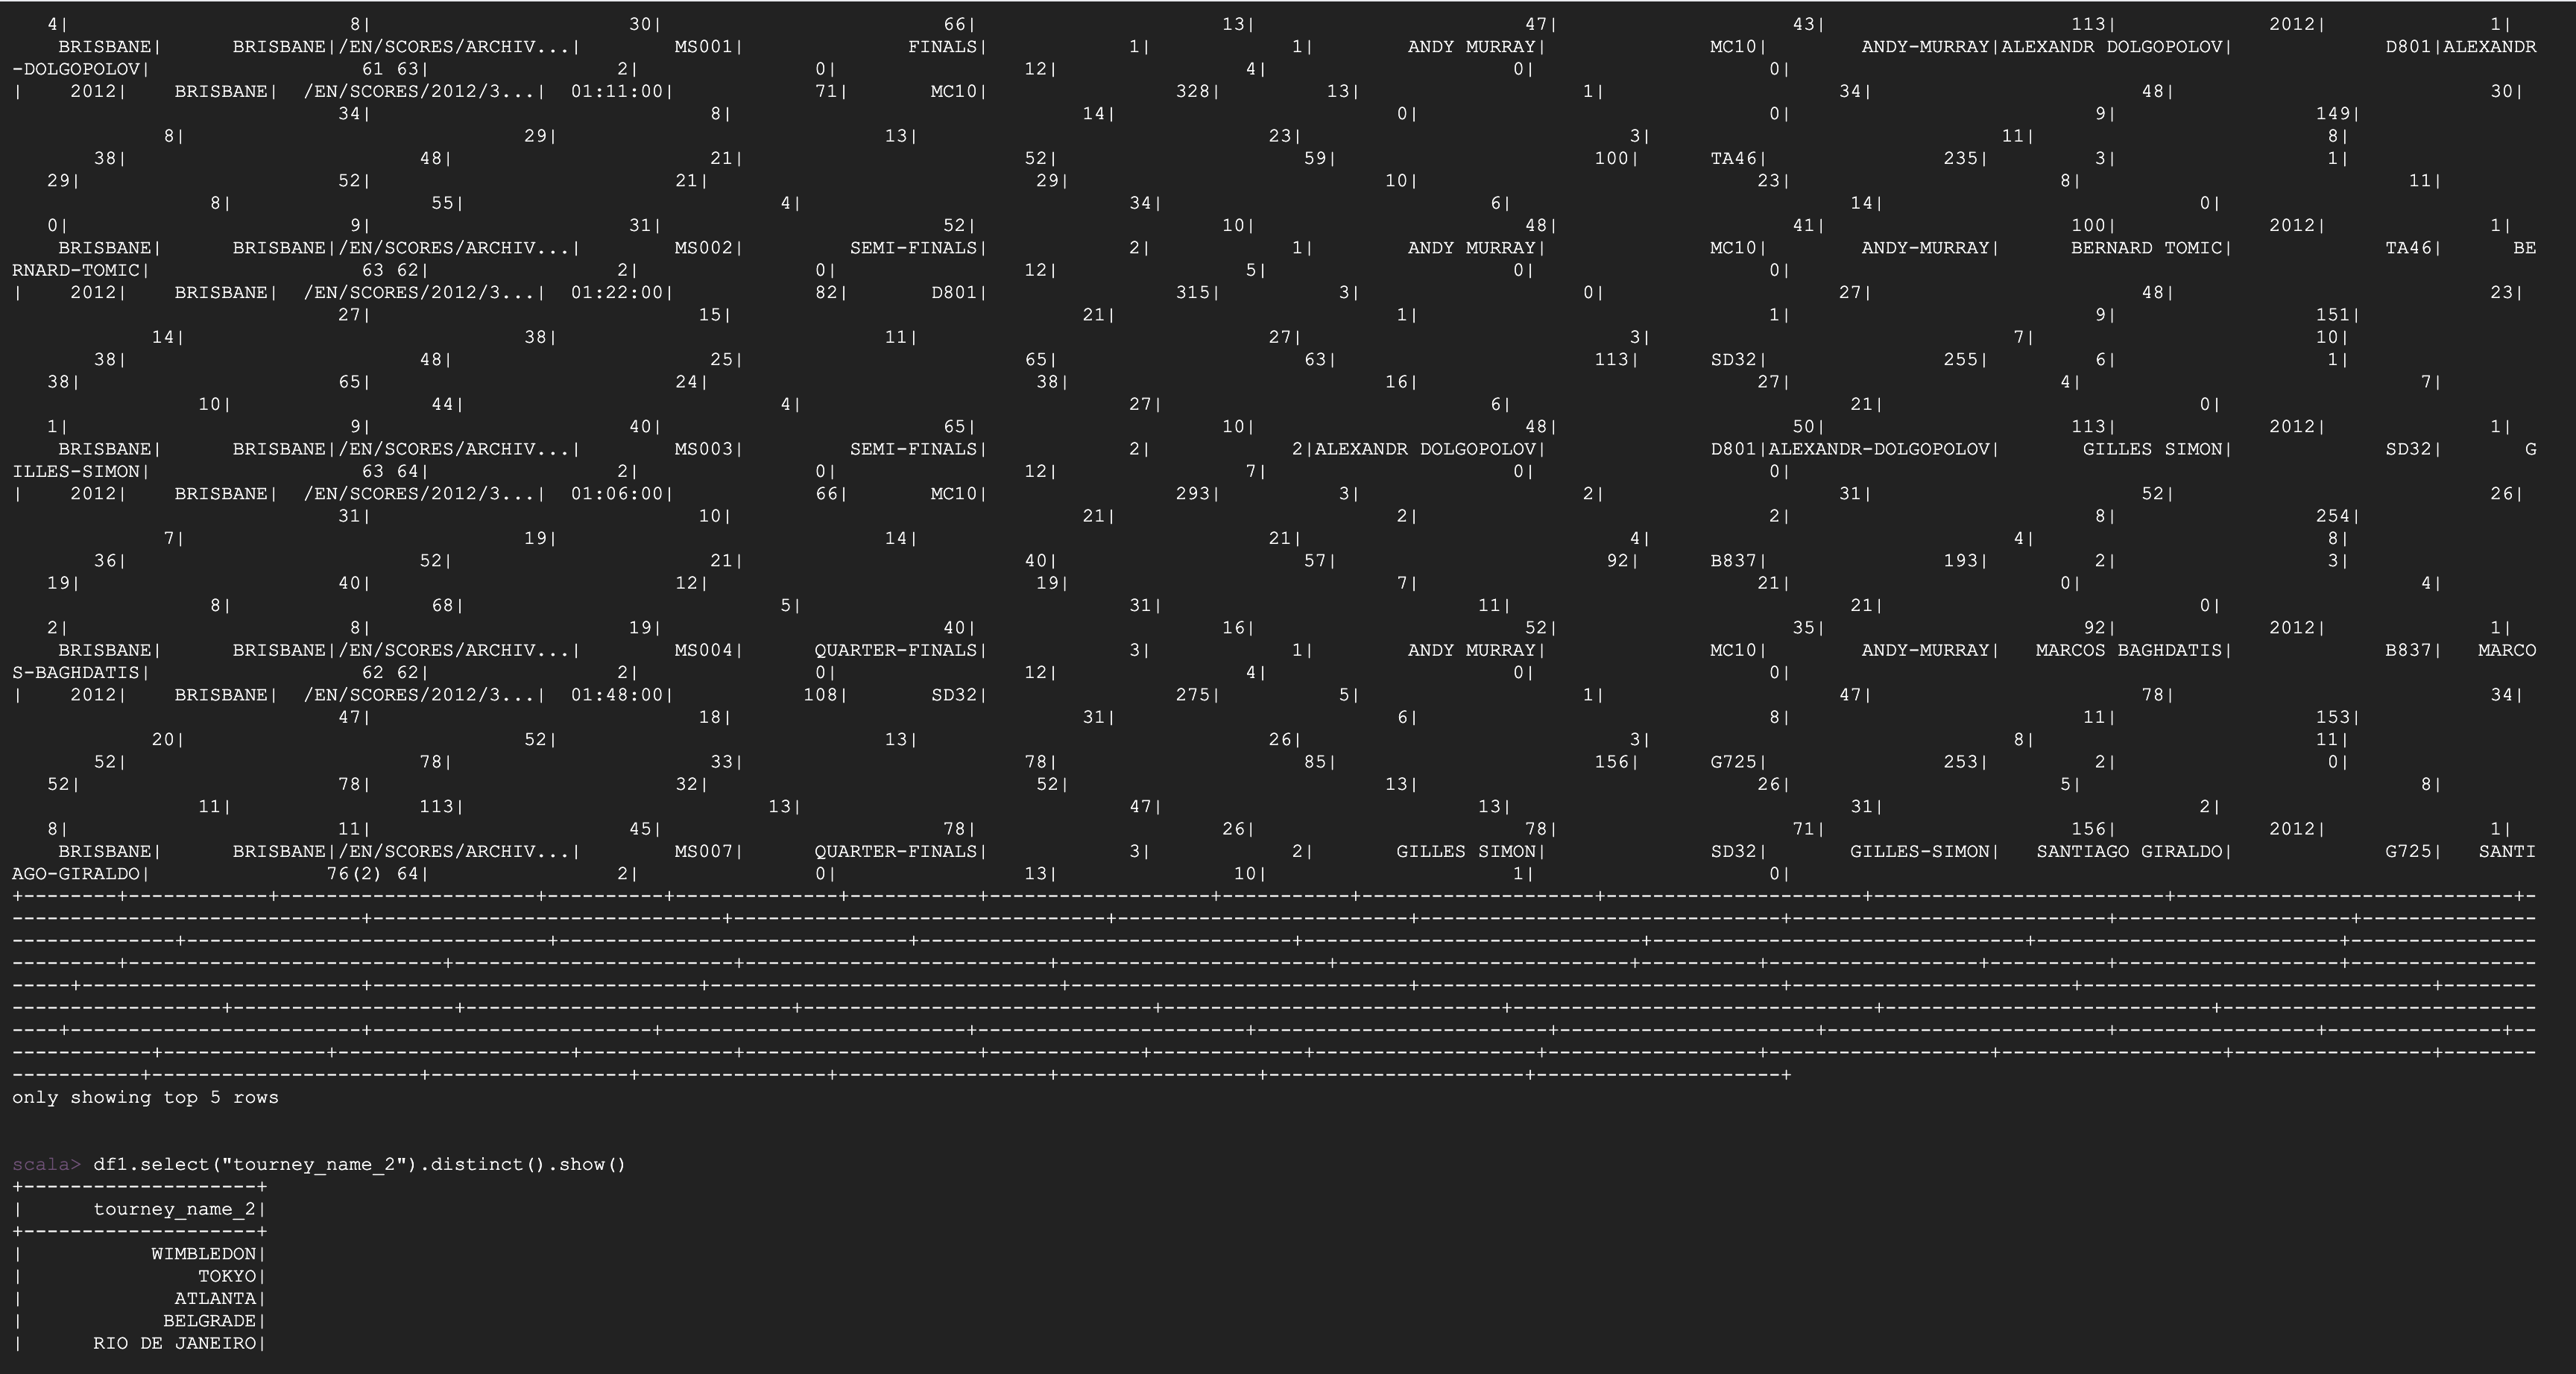 4| 8| 30| 66| 13| 47| 43| 113| 2012| 1|
BRISBANE| BRISBANE|/EN/SCORES/ARCHIV...| MS001| FINALS| 1| 1| ANDY MURRAY| MC10| ANDY-MURRAY|ALEXANDR DOLGOPOLOV| D801|ALEXANDR
-DOLGOPOLOV| 61 63| 2| 0| 12| 4| 0| 0|
| 2012| BRISBANE| /EN/SCORES/2012/3...| 01:11:00| 71| MC10| 328| 13| 1| 34| 48| 30|
34| 8| 14| 0| 0| 9| 149|
8| 29| 13| 23| 3| 11| 8|
38| 48| 21| 52| 59| 100| TA46| 235| 3| 1|
29| 52| 21| 29| 10| 23| 8| 11|
8| 55| 4| 34| 6| 14| 0|
0| 9| 31| 52| 10| 48| 41| 100| 2012| 1|
BRISBANE| BRISBANE|/EN/SCORES/ARCHIV...| MS002| SEMI-FINALS| 2| 1| ANDY MURRAY| MC10| ANDY-MURRAY| BERNARD TOMIC| TA46| BE
RNARD-TOMIC| 63 62| 2| 0| 12| 5| 0| 0|
| 2012| BRISBANE| /EN/SCORES/2012/3...| 01:22:00| 82| D801| 315| 3| 0| 27| 48| 23|
27| 15| 21| 1| 1| 9| 151|
14| 38| 11| 27| 3| 7| 10|
38| 48| 25| 65| 63| 113| SD32| 255| 6| 1|
38| 65| 24| 38| 16| 27| 4| 7|
10| 44| 4| 27| 6| 21| 0|
1| 9| 40| 65| 10| 48| 50| 113| 2012| 1|
BRISBANE| BRISBANE|/EN/SCORES/ARCHIV...| MS003| SEMI-FINALS| 2| 2|ALEXANDR DOLGOPOLOV| D801|ALEXANDR-DOLGOPOLOV| GILLES SIMON| SD32| G
ILLES-SIMON| 63 64| 2| 0| 12| 7| 0| 0|
| 2012| BRISBANE| /EN/SCORES/2012/3...| 01:06:00| 66| MC10| 293| 3| 2| 31| 52| 26|
31| 10| 21| 2| 2| 8| 254|
7| 19| 14| 21| 4| 4| 8|
36| 52| 21| 40| 57| 92| B837| 193| 2| 3|
19| 40| 12| 19| 7| 21| 0| 4|
8| 68| 5| 31| 11| 21| 0|
2| 8| 19| 40| 16| 52| 35| 92| 2012| 1|
BRISBANE| BRISBANE|/EN/SCORES/ARCHIV...| MS004| QUARTER-FINALS| 3| 1| ANDY MURRAY| MC10| ANDY-MURRAY| MARCOS BAGHDATIS| B837| MARCO
S-BAGHDATIS| 62 62| 2| 0| 12| 4| 0| 0|
| 2012| BRISBANE| /EN/SCORES/2012/3...| 01:48:00| 108| SD32| 275| 5| 1| 47| 78| 34|
47| 18| 31| 6| 8| 11| 153|
20| 52| 13| 26| 3| 8| 11|
52| 78| 33| 78| 85| 156| G725| 253| 2| 0|
52| 78| 32| 52| 13| 26| 5| 8|
11| 113| 13| 47| 13| 31| 2|
8| 11| 45| 78| 26| 78| 71| 156| 2012| 1|
BRISBANE| BRISBANE|/EN/SCORES/ARCHIV...| MS007| QUARTER-FINALS| 3| 2| GILLES SIMON| SD32| GILLES-SIMON| SANTIAGO GIRALDO| G725| SANTI
AGO-GIRALDO| 76(2) 64| 2| 0| 13| 10| 1| 0|
only showing top 5 rows
scala> df1.select("tourney_name_2").distinct().show()
+--------------------+
| tourney_name_2|
+--------------------+
| WIMBLEDON|
| TOKYO|
| ATLANTA|
| BELGRADE|
| RIO DE JANEIRO|